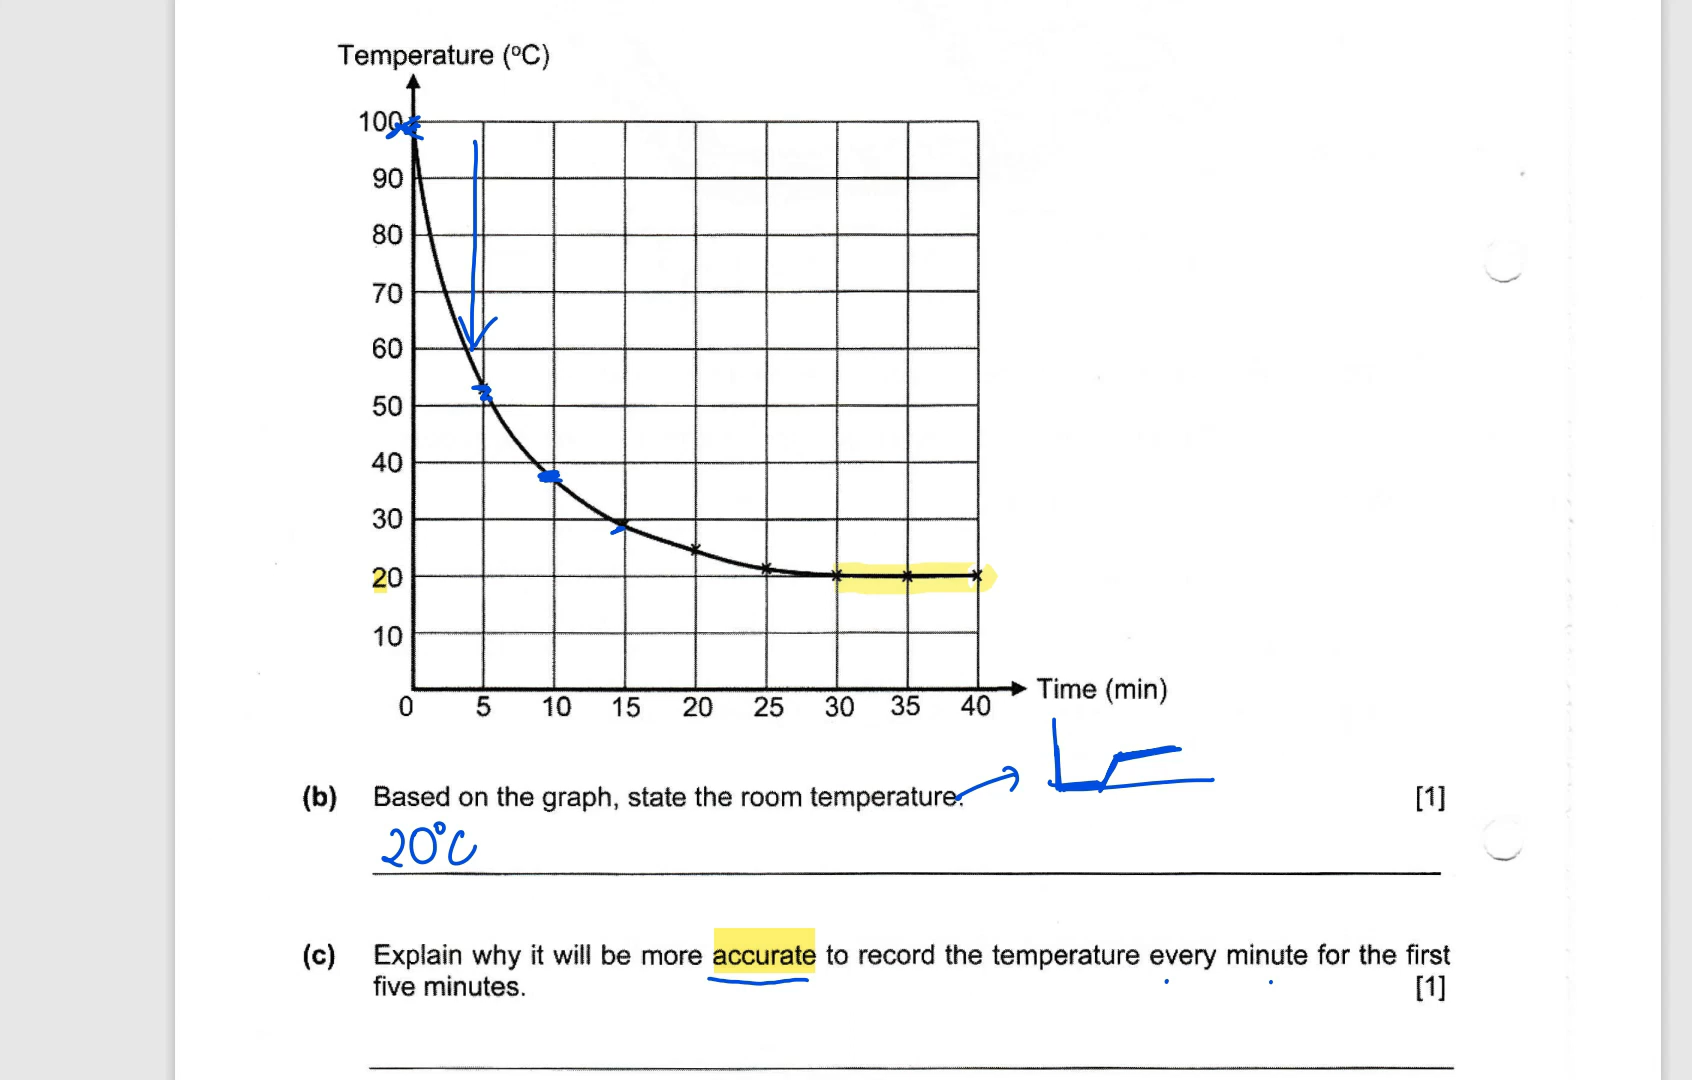 Temperature (°C)
100
90
80
70
60
50
40
30
20
10
0 5 10 15 20 25 30 35 40
Time (min)
(b) Based on the graph, state the room temperature. [1]
20°C
(c) Explain why it will be more accurate to record the temperature every minute for the first
five minutes. [1]